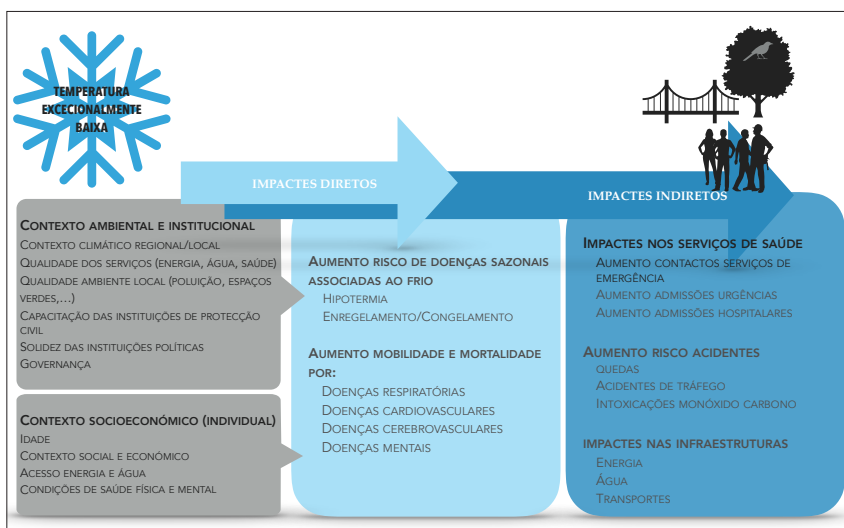 TEMPERATURA
EXCECIONALMENTE
BAIXA
IMPACTES DIRETOS
IMPACTES INDIRETOS
CONTEXTO AMBIENTAL E INSTITUCIONAL
CONTEXTO CLIMÁTICO REGIONAL/LOCAL
QUALIDADE DOS SERVIÇOS (ENERGIA, ÁGUA, SAÚDE)
QUALIDADE AMBIENTE LOCAL (POLUIÇÃO, ESPAÇOS
VERDES,...)
CAPACITAÇÃO DAS INSTITUIÇÕES DE PROTECÇÃO
CIVIL
SOLIDEZ DAS INSTITUIÇÕES POLÍTICAS
GOVERNANÇA
CONTEXTO SOCIOECONÓMICO (INDIVIDUAL)
IDADE
CONTEXTO SOCIAL E ECONÓMICO
ACESSO ENERGIA E ÁGUA
CONDIÇÕES DE SAÚDE FÍSICA E MENTAL
AUMENTO RISCO DE DOENÇAS SAZONAIS
ASSOCIADAS AO FRIO
HIPOTERMIA
ENREGELAMENTO/CONGELAMENTO
AUMENTO MOBILIDADE E MORTALIDADE
POR:
DOENÇAS RESPIRATÓRIAS
DOENÇAS CARDIOVASCULARES
DOENÇAS CEREBROVASCULARES
DOENÇAS MENTAIS
IMPACTES NOS SERVIÇOS DE SAÚDE
AUMENTO CONTACTOS SERVIÇOS DE
EMERGÊNCIA
AUMENTO ADMISSÕES URGÊNCIAS
AUMENTO ADMISSÕES HOSPITALARES
AUMENTO RISCO ACIDENTES
QUEDAS
ACIDENTES DE TRÁFEGO
INTOXICAÇÕES MONÓXIDO CARBONO
IMPACTES NAS INFRAESTRUTURAS
ENERGIA
ÁGUA
TRANSPORTES